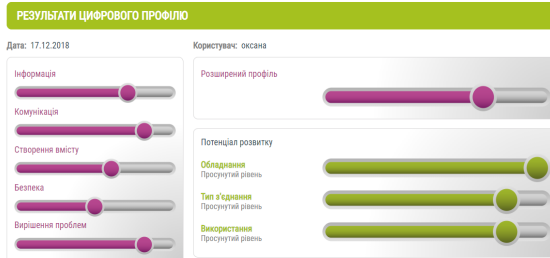 РЕЗУЛЬТАТИ ЦИФРОВОГО ПРОФІЛЮ
Дата: 17.12.2018
Користувач: оксана
Інформація
Комунікація
Створення вмісту
Безпека
Вирішення проблем
Розширений профіль
Потенціал розвитку
Обладнання
Просунутий рівень
Тип з'єднання
Просунутий рівень
Використання
Просунутий рівень